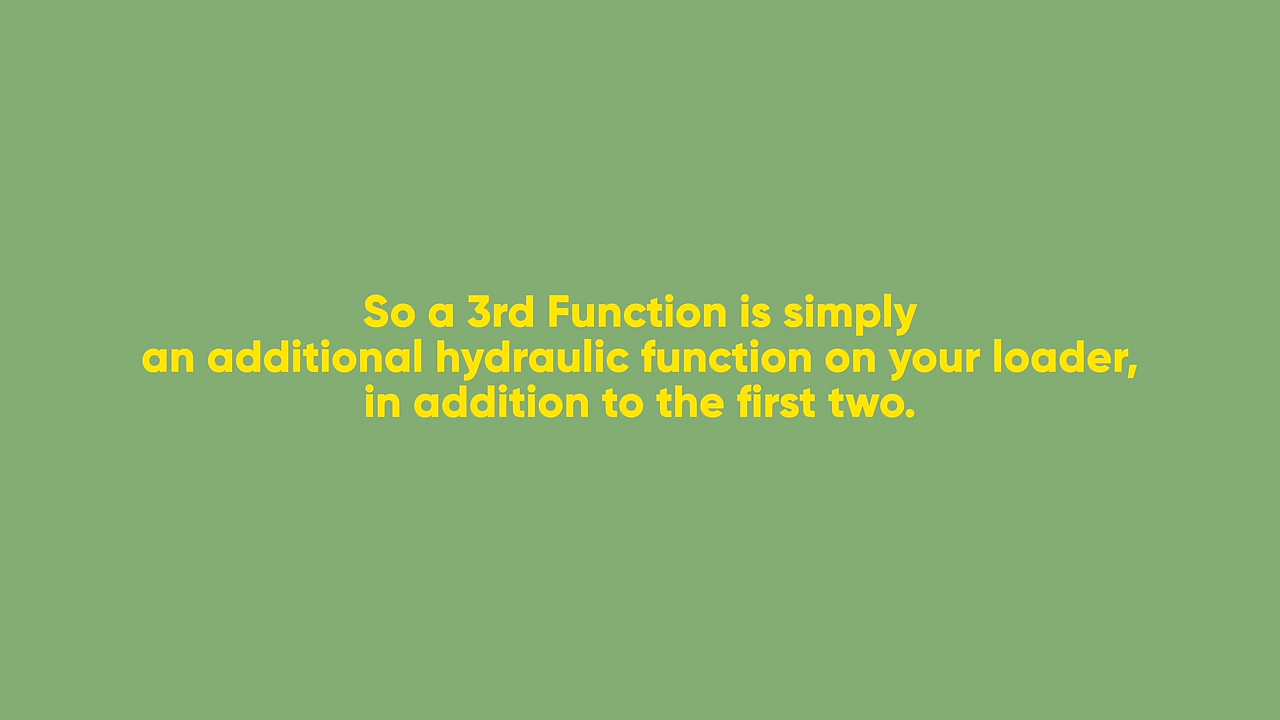 So a 3rd Function is simply
an additional hydraulic function on your loader,
in addition to the first two.